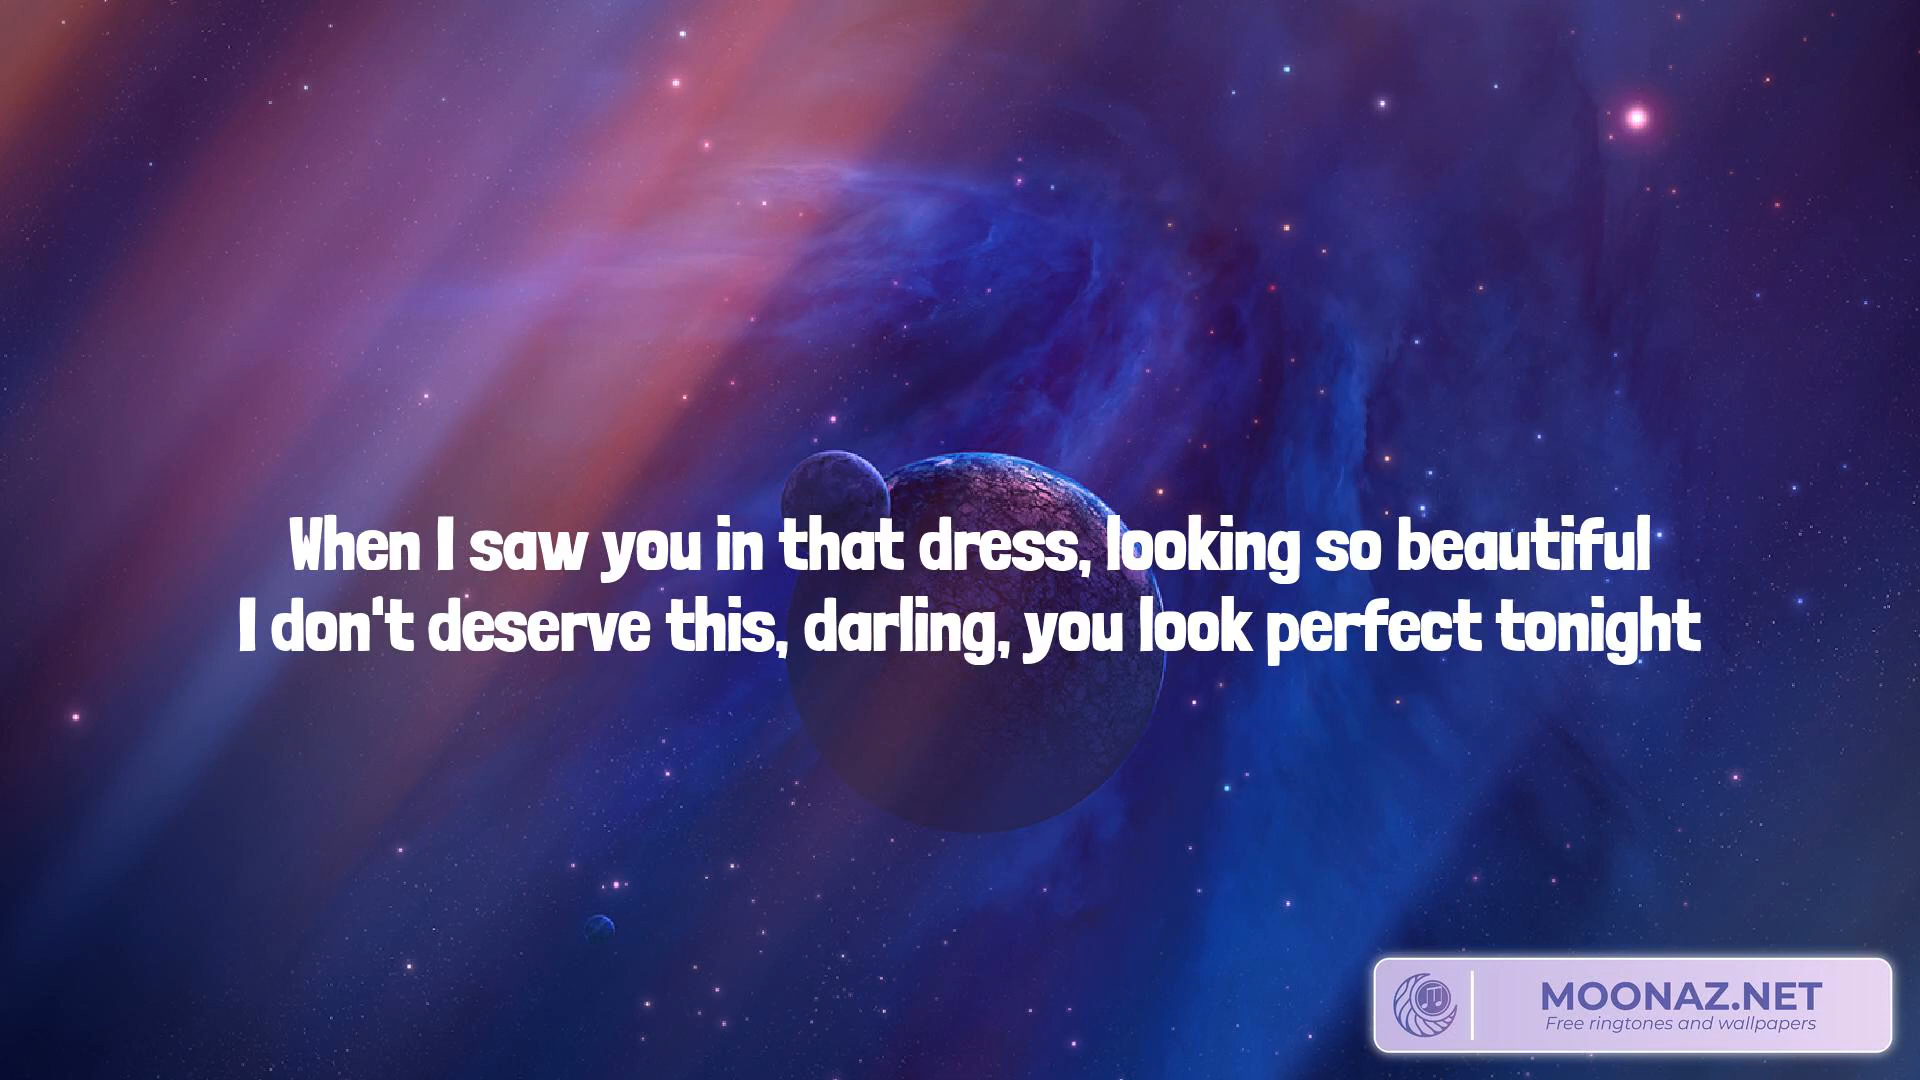 When I saw you in that dress, looking so beautiful
I don't deserve this, darling, you look perfect tonight
MOONAZ.NET
Free ringtones and wallpapers